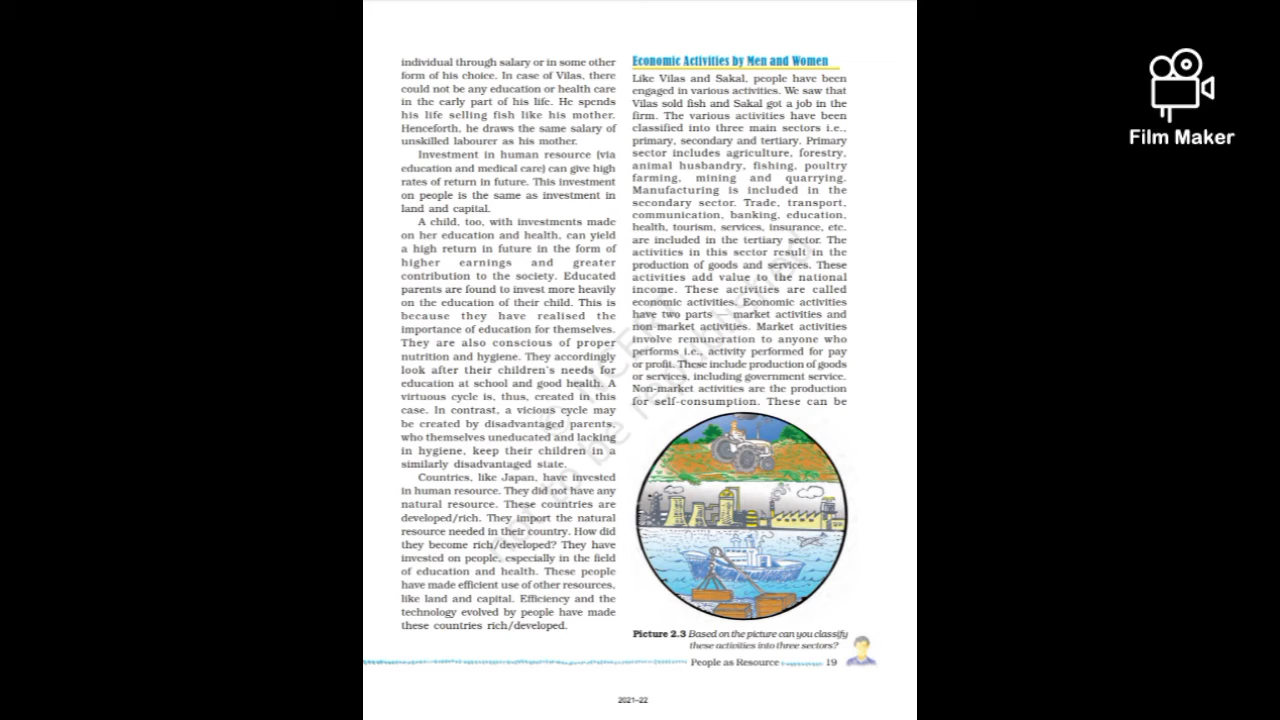 individual through salary or in some other
form of his choice. In case of Vilas, there
could not be any education or health care
in the early part of his life. He spends
his life selling fish like his mother.
Henceforth, he draws the same salary of
unskilled labourer as his mother.
Investment in human resource (via
education and medical care) can give high
rates of return in future. This investment
on people is the same as investment in
land and capital.
A child, too, with investments made
on her education and health, can yield
a high return in future in the form of
higher earnings and greater
contribution to the society. Educated
parents are found to invest more heavily
on the education of their child. This is
because they have realised the
importance of education for themselves.
They are also conscious of proper
nutrition and hygiene. They accordingly
look after their children's needs for
education at school and good health. A
virtuous cycle is, thus, created in this
case. In contrast, a vicious cycle may
be created by disadvantaged parents,
who themselves uneducated and lacking
in hygiene, keep their children in a
similarly disadvantaged state.
Countries, like Japan, have invested
in human resource. They did not have any
natural resource. These countries are
developed/rich. They import the natural
resource needed in their country. How did
they become rich/developed? They have
invested on people, especially in the field
of education and health. These people
have made efficient use of other resources,
like land and capital. Efficiency and the
technology evolved by people have made
these countries rich/developed.
Economic Activities by Men and Women
Like Vilas and Sakal, people have been
engaged in various activities. We saw that
Vilas sold fish and Sakal got a job in the
firm. The various activities have been
classified into three main sectors i.e.,
primary, secondary and tertiary. Primary
sector includes agriculture, forestry,
animal husbandry, fishing, poultry
farming, mining and quarrying.
Manufacturing is included in the
secondary sector. Trade, transport,
communication, banking, education,
health, tourism, services, insurance, etc.
are included in the tertiary sector. The
activities in this sector result in the
production of goods and services. These
activities add value to the national
income. These activities are called
economic activities. Economic activities
have two parts — market activities and
non-market activities. Market activities
involve remuneration to anyone who
performs i.e., activity performed for pay
or profit. These include production of goods
or services, including government service.
Non-market activities are the production
for self-consumption. These can be
Picture 2.3 Based on the picture can you classify
these activities into three sectors?
People as Resource 19
2021–22
Film Maker